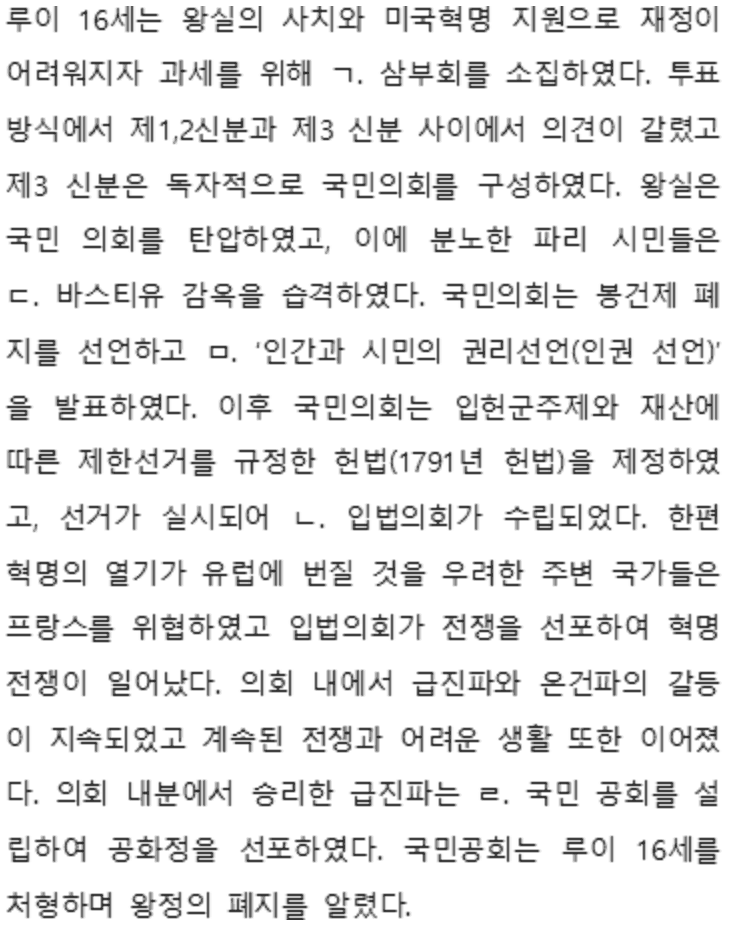 루이 16세는 왕실의 사치와 미국혁명 지원으로 재정이
어려워지자 과세를 위해 ㄱ. 삼부회를 소집하였다. 투표
방식에서 제1,2신분과 제3 신분 사이에서 의견이 갈렸고
제3 신분은 독자적으로 국민의회를 구성하였다. 왕실은
국민 의회를 탄압하였고, 이에 분노한 파리 시민들은
ㄷ. 바스티유 감옥을 습격하였다. 국민의회는 봉건제 폐
지를 선언하고 ㅁ. ‘인간과 시민의 권리선언(인권 선언)’
을 발표하였다. 이후 국민의회는 입헌군주제와 재산에
따른 제한선거를 규정한 헌법(1791년 헌법)을 제정하였
고, 선거가 실시되어 ㄴ. 입법의회가 수립되었다. 한편
혁명의 열기가 유럽에 번질 것을 우려한 주변 국가들은
프랑스를 위협하였고 입법의회가 전쟁을 선포하여 혁명
전쟁이 일어났다. 의회 내에서 급진파와 온건파의 갈등
이 지속되었고 계속된 전쟁과 어려운 생활 또한 이어졌
다. 의회 내분에서 승리한 급진파는 ㄹ. 국민 공회를 설
립하여 공화정을 선포하였다. 국민공회는 루이 16세를
처형하며 왕정의 폐지를 알렸다.